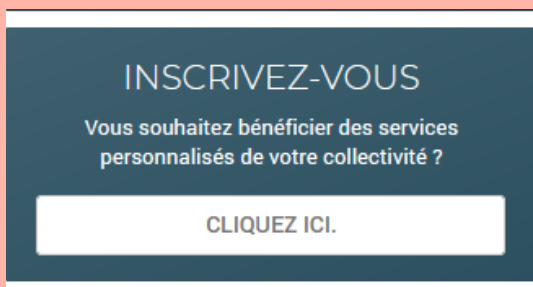 INSCRIVEZ-VOUS
Vous souhaitez bénéficier des services
personnalisés de votre collectivité ?
CLIQUEZ ICI.